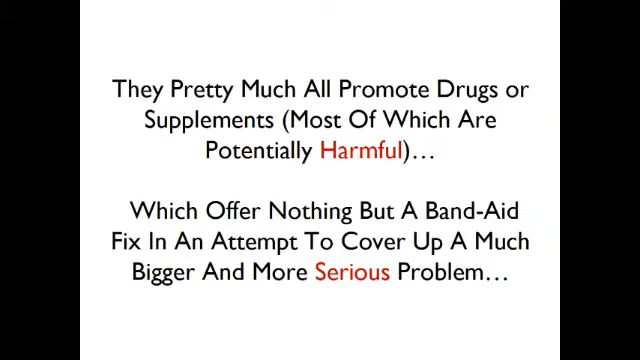 They Pretty Much All Promote Drugs or
Supplements (Most Of Which Are
Potentially Harmful)...
Which Offer Nothing But A Band-Aid
Fix In An Attempt To Cover Up A Much
Bigger And More Serious Problem...